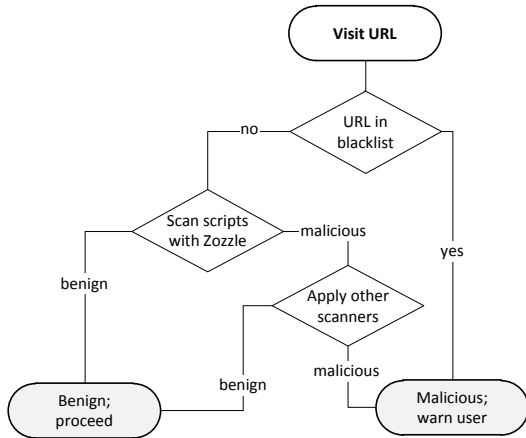 Visit URL
URL in
blacklist
no
Scan scripts
with Zozzle
malicious
yes
benign
Apply other
scanners
malicious
benign
Benign;
proceed
Malicious;
warn user